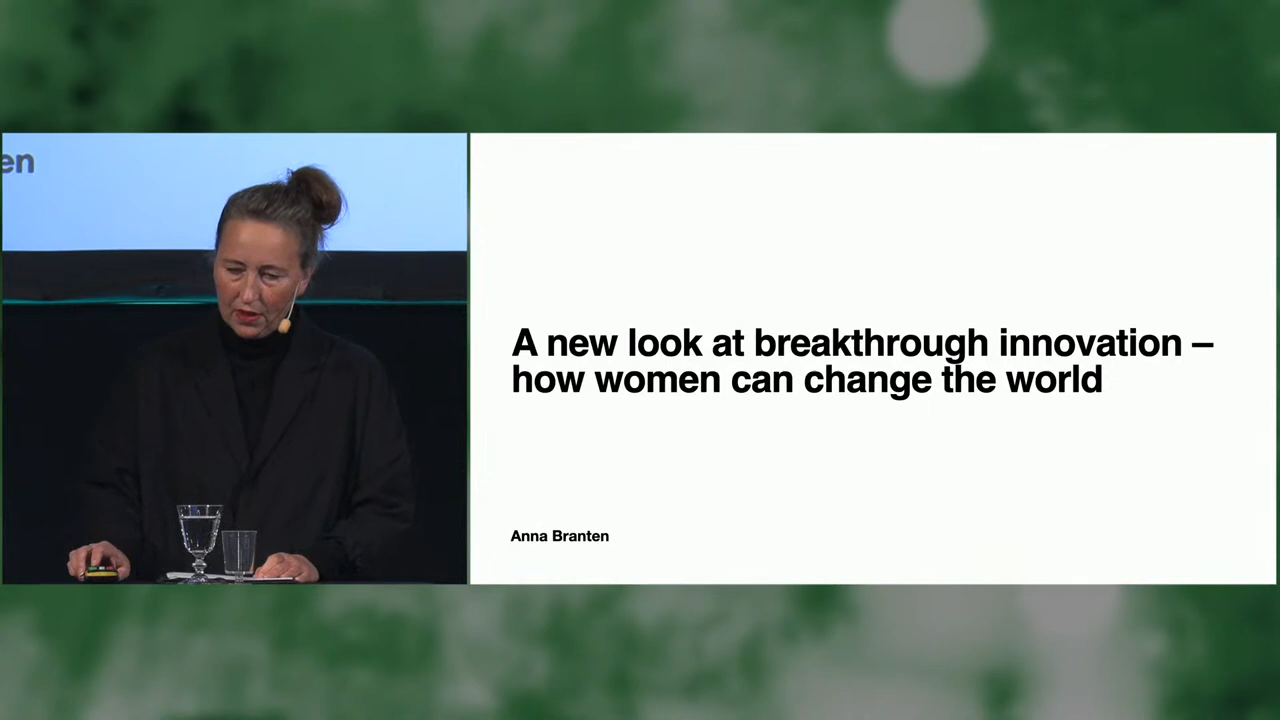 en
A new look at breakthrough innovation –
how women can change the world
Anna Branten